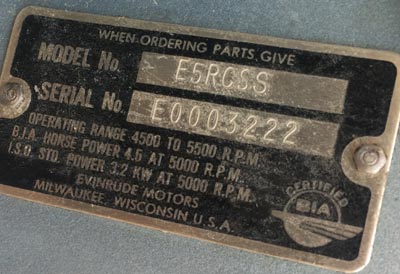 WHEN ORDERING PARTS, GIVE
MODEL No. E5RCSS
SERIAL No. E0003222
OPERATING RANGE 4500 TO 5500 R.P.M.
B.I.A. HORSE POWER 4.6 AT 5000 R.P.M.
I.S.O. STD. POWER 3.2 KW AT 5000 R.P.M.
EVINRUDE MOTORS
MILWAUKEE, WISCONSIN U.S.A.
CERTIFIED
BIA